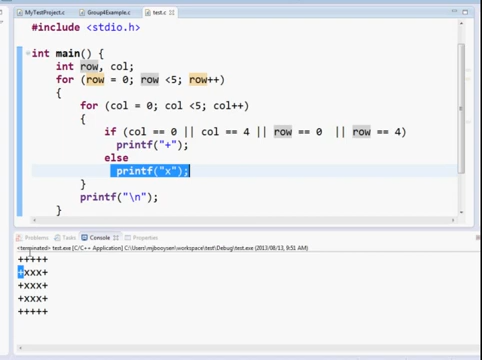 MyTestProject.c Group4Example.c test.c
#include <stdio.h>
int main() {
int row, col;
for (row = 0; row <5; row++)
{
for (col = 0; col <5; col++)
{
if (col == 0 || col == 4 || row == 0 || row == 4)
printf("+");
else
printf("x");
}
printf("\n");
}
Problems Tasks Console Properties
<terminated> test.exe [C/C++ Application] C:\Users\mjbooysen\workspace\test\Debug\test.exe (2013/08/13, 9:51 AM)
+++++
+xxx+
+xxx+
+xxx+
+++++